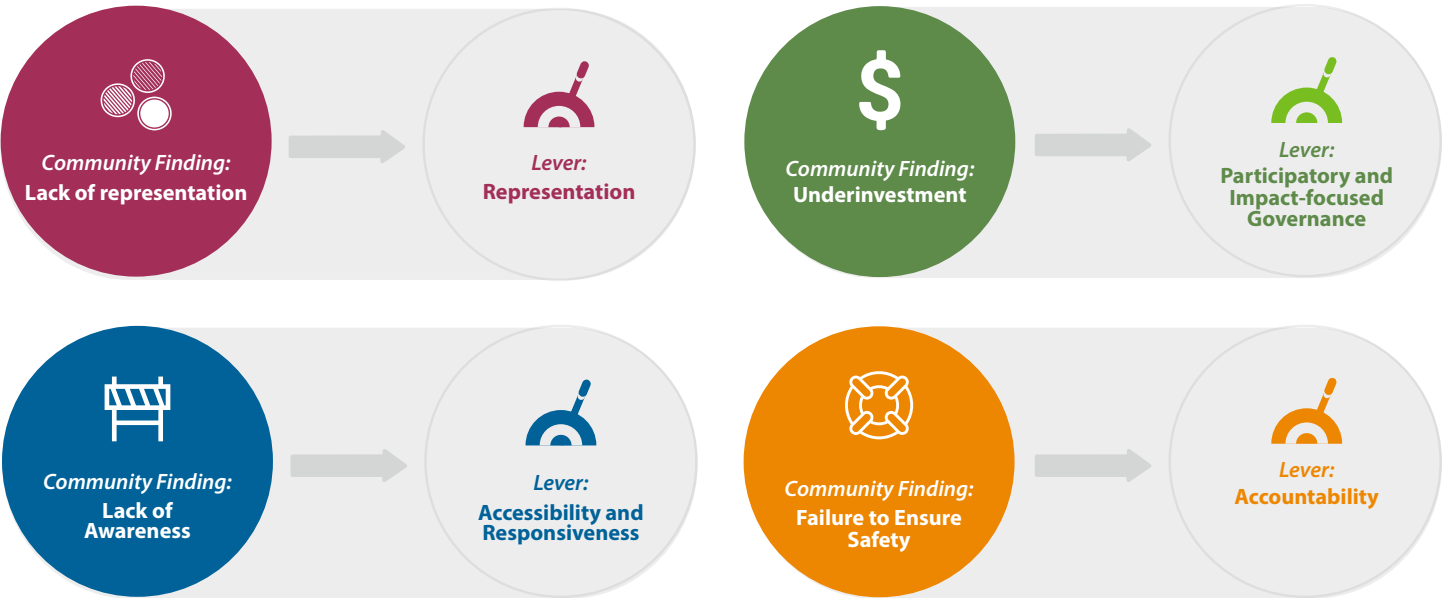 Community Finding:
Lack of representation
Lever:
Representation
Community Finding:
Underinvestment
Lever:
Participatory and
Impact-focused
Governance
Community Finding:
Lack of
Awareness
Lever:
Accessibility and
Responsiveness
Community Finding:
Failure to Ensure
Safety
Lever:
Accountability